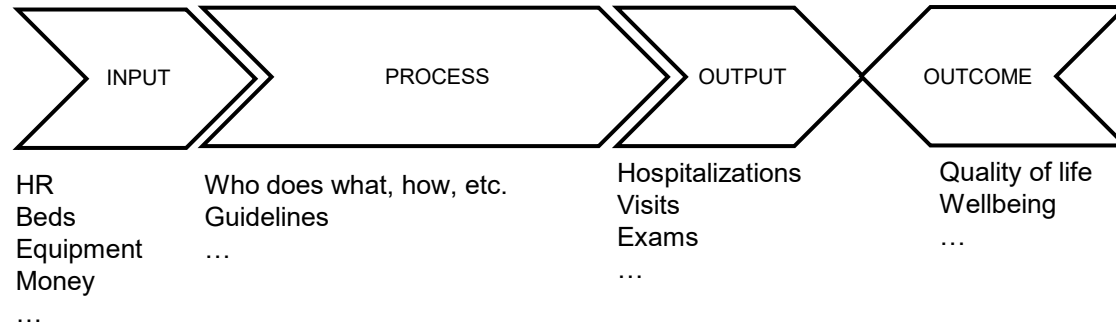 INPUT
PROCESS
OUTPUT
OUTCOME
HR
Beds
Equipment
Money
…
Who does what, how, etc.
Guidelines
…
Hospitalizations
Visits
Exams
…
Quality of life
Wellbeing
…